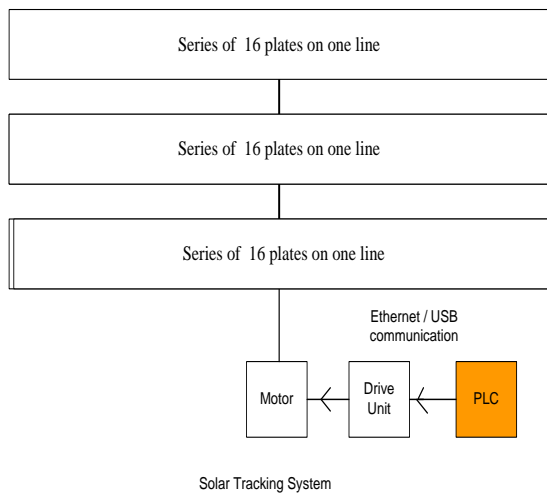 Series of 16 plates on one line
Series of 16 plates on one line
Series of 16 plates on one line
Ethernet / USB
communication
Motor
Drive
Unit
PLC
Solar Tracking System